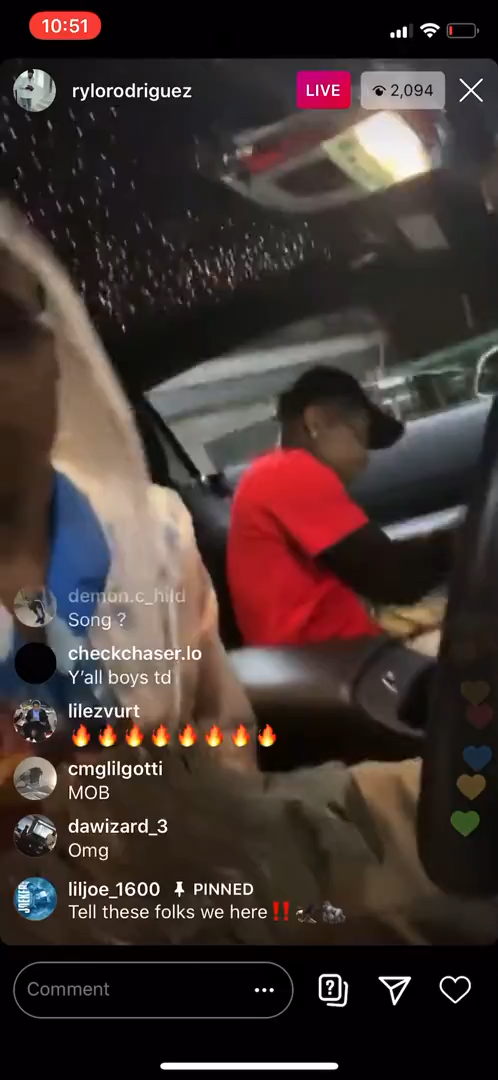 10:51
rylorodriguez
LIVE
2,094
demon.c_hild
Song ?
checkchaser.lo
Y'all boys td
lilezvurt
🔥🔥🔥🔥🔥🔥🔥🔥
cmglilgotti
MOB
dawizard_3
Omg
liljoe_1600 PINNED
Tell these folks we here‼️
Comment